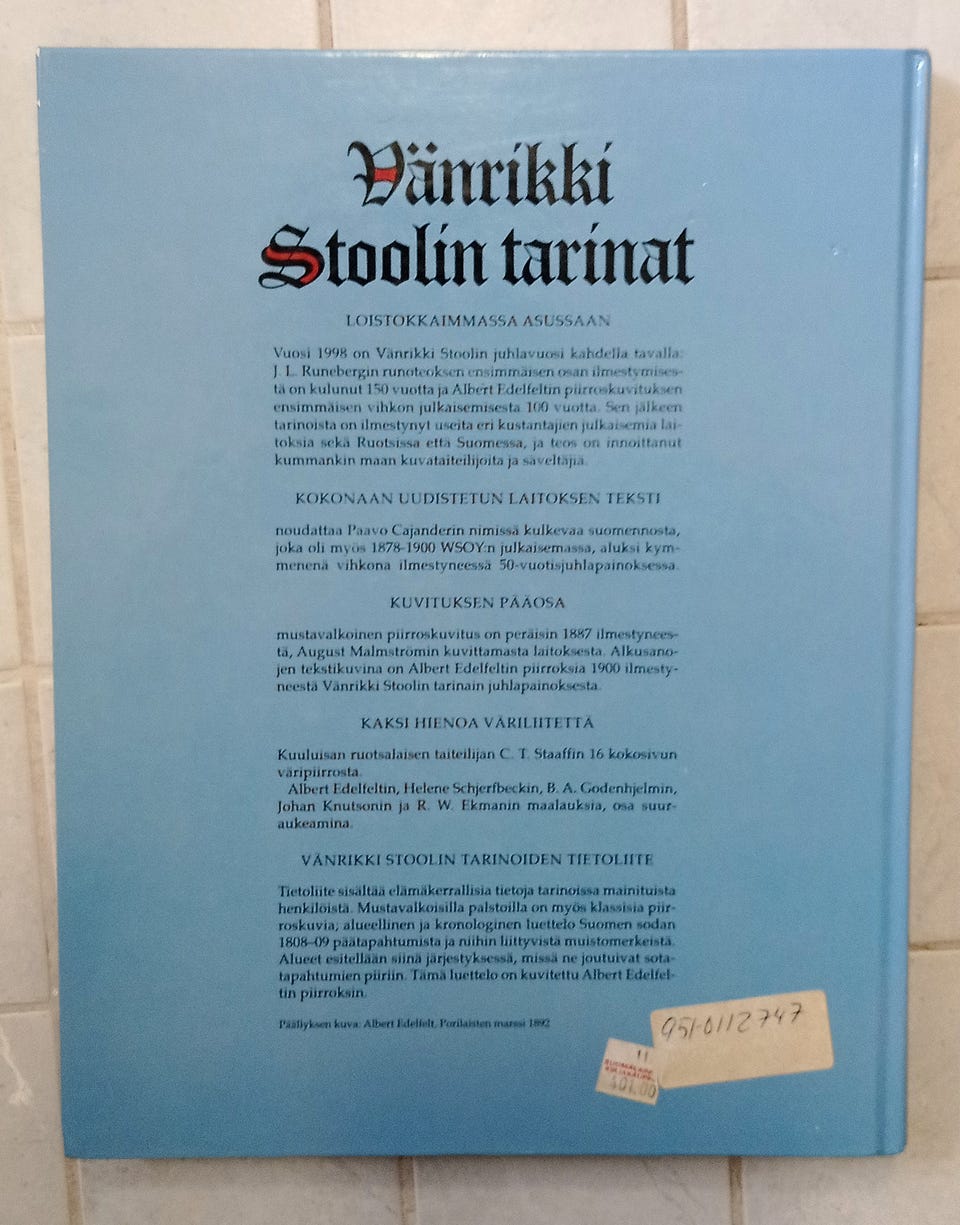 Vänrikki
Stoolin tarinat
LOISTOKKAIMMASSA ASUSSAAN
Vuosi 1998 on Vänrikki Stoolin juhlavuosi kahdella tavalla:
J. L. Runebergin runoteoksen ensimmäisen osan ilmestymises-
tä on kulunut 150 vuotta ja Albert Edelfeltin piirroskuvituksen
ensimmäisen vihkon julkaisemisesta 100 vuotta. Sen jälkeen
tarinoista on ilmestynyt useita eri kustantajien julkaisemia lai-
toksia sekä Ruotsissa että Suomessa, ja teos on innoittanut
kummankin maan kuvataiteilijoita ja säveltäjiä.
KOKONAAN UUDISTETUN LAITOKSEN TEKSTI
noudattaa Paavo Cajanderin nimissä kulkevaa suomennosta,
joka oli myös 1878-1900 WSOY:n julkaisemassa, aluksi kym-
menenä vihkona ilmestyneessä 50-vuotisjuhlapainoksessa.
KUVITUKSEN PÄÄOSA
mustavalkoinen piirroskuvitus on peräisin 1887 ilmestynees-
tä, August Malmströmin kuvittamasta laitoksesta. Alkusano-
jen tekstikuvina on Albert Edelfeltin piirroksia 1900 ilmesty-
neestä Vänrikki Stoolin tarinain juhlapainoksesta.
KAKSI HIENOA VÄRILIITETTÄ
Kuuluisan ruotsalaisen taiteilijan C. T. Staaffin 16 kokosivun
väripiirrosta.
Albert Edelfeltin, Helene Schjerfbeckin, B. A. Godenhjelmin,
Johan Knutsonin ja R. W. Ekmanin maalauksia, osa suur-
aukeamina.
VÄNRIKKI STOOLIN TARINOIDEN TIETOLIITE
Tietoliite sisältää elämäkerrallisia tietoja tarinoissa mainituista
henkilöistä. Mustavalkoisilla palstoilla on myös klassisia piir-
roskuvia; alueellinen ja kronologinen luettelo Suomen sodan
1808–09 päätapahtumista ja niihin liittyvistä muistomerkeistä.
Alueet esitellään siinä järjestyksessä, missä ne joutuivat sota-
tapahtumien piiriin. Tämä luettelo on kuvitettu Albert Edelfel-
tin piirroksin.
Päällyksen kuva: Albert Edelfelt, Porilaisten marssi 1892
951-0112747
11